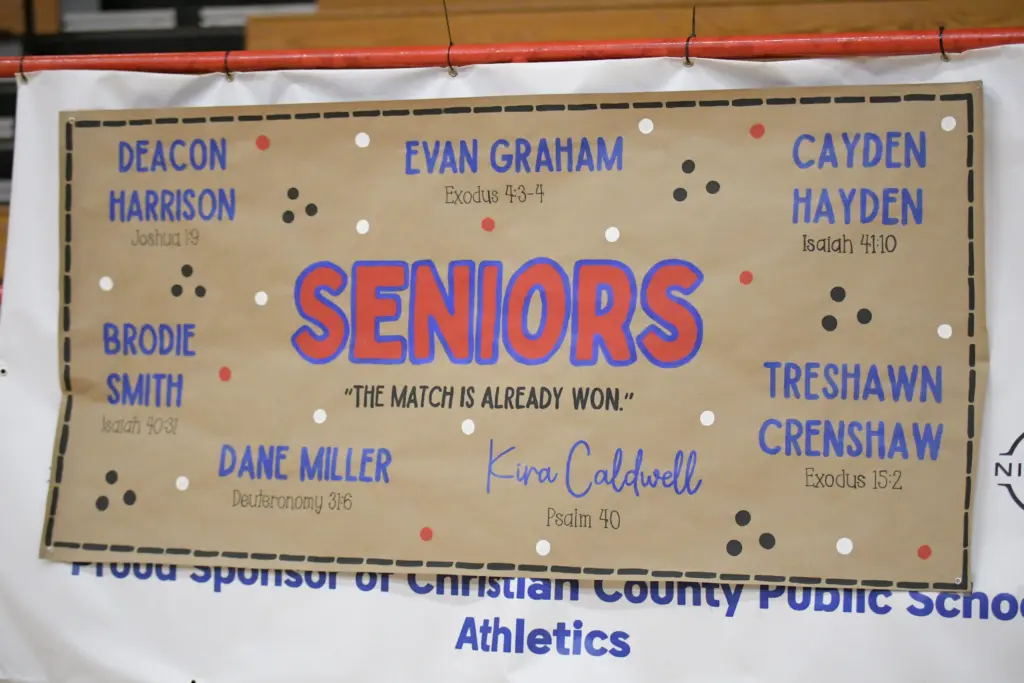 DEACON
HARRISON
Joshua 1:9
EVAN GRAHAM
Exodus 4:3-4
CAYDEN
HAYDEN
Isaiah 41:10
SENIORS
"THE MATCH IS ALREADY WON."
BRODIE
SMITH
Isaiah 40:31
TRESHAWN
CRENSHAW
Exodus 15:2
DANE MILLER
Deuteronomy 31:6
Kira Caldwell
Psalm 40
Proud Sponsor of Christian County Public Schoo
Athletics
NI